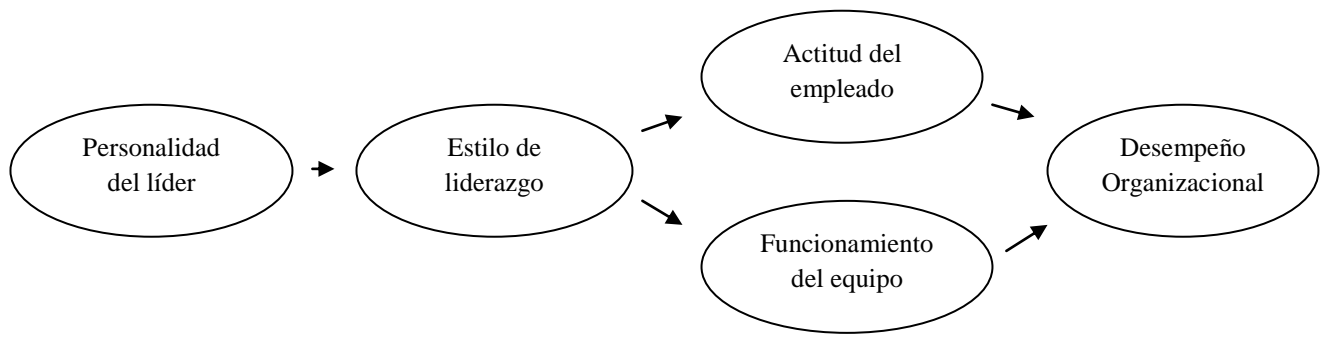 Personalidad
del líder
Estilo de
liderazgo
Actitud del
empleado
Funcionamiento
del equipo
Desempeño
Organizacional